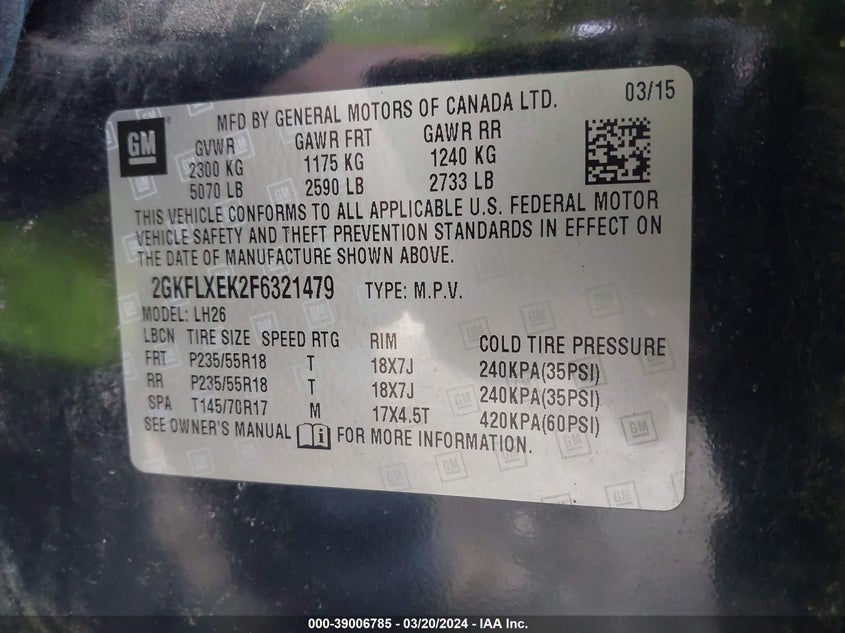 MFD BY GENERAL MOTORS OF CANADA LTD. 03/15
GM
GVWR GAWR FRT GAWR RR
2300 KG 1175 KG 1240 KG
5070 LB 2590 LB 2733 LB
THIS VEHICLE CONFORMS TO ALL APPLICABLE U.S. FEDERAL MOTOR
VEHICLE SAFETY AND THEFT PREVENTION STANDARDS IN EFFECT ON
THE DATE OF MANUFACTURE SHOWN ABOVE.
2GKFLXEK2F6321479 TYPE: M.P.V.
MODEL: LH26
LBCN TIRE SIZE SPEED RTG RIM COLD TIRE PRESSURE
FRT P235/55R18 T 18X7J 240KPA(35PSI)
RR P235/55R18 T 18X7J 240KPA(35PSI)
SPA T145/70R17 M 17X4.5T 420KPA(60PSI)
SEE OWNER'S MANUAL i FOR MORE INFORMATION.
000-39006785 - 03/20/2024 - IAA Inc.